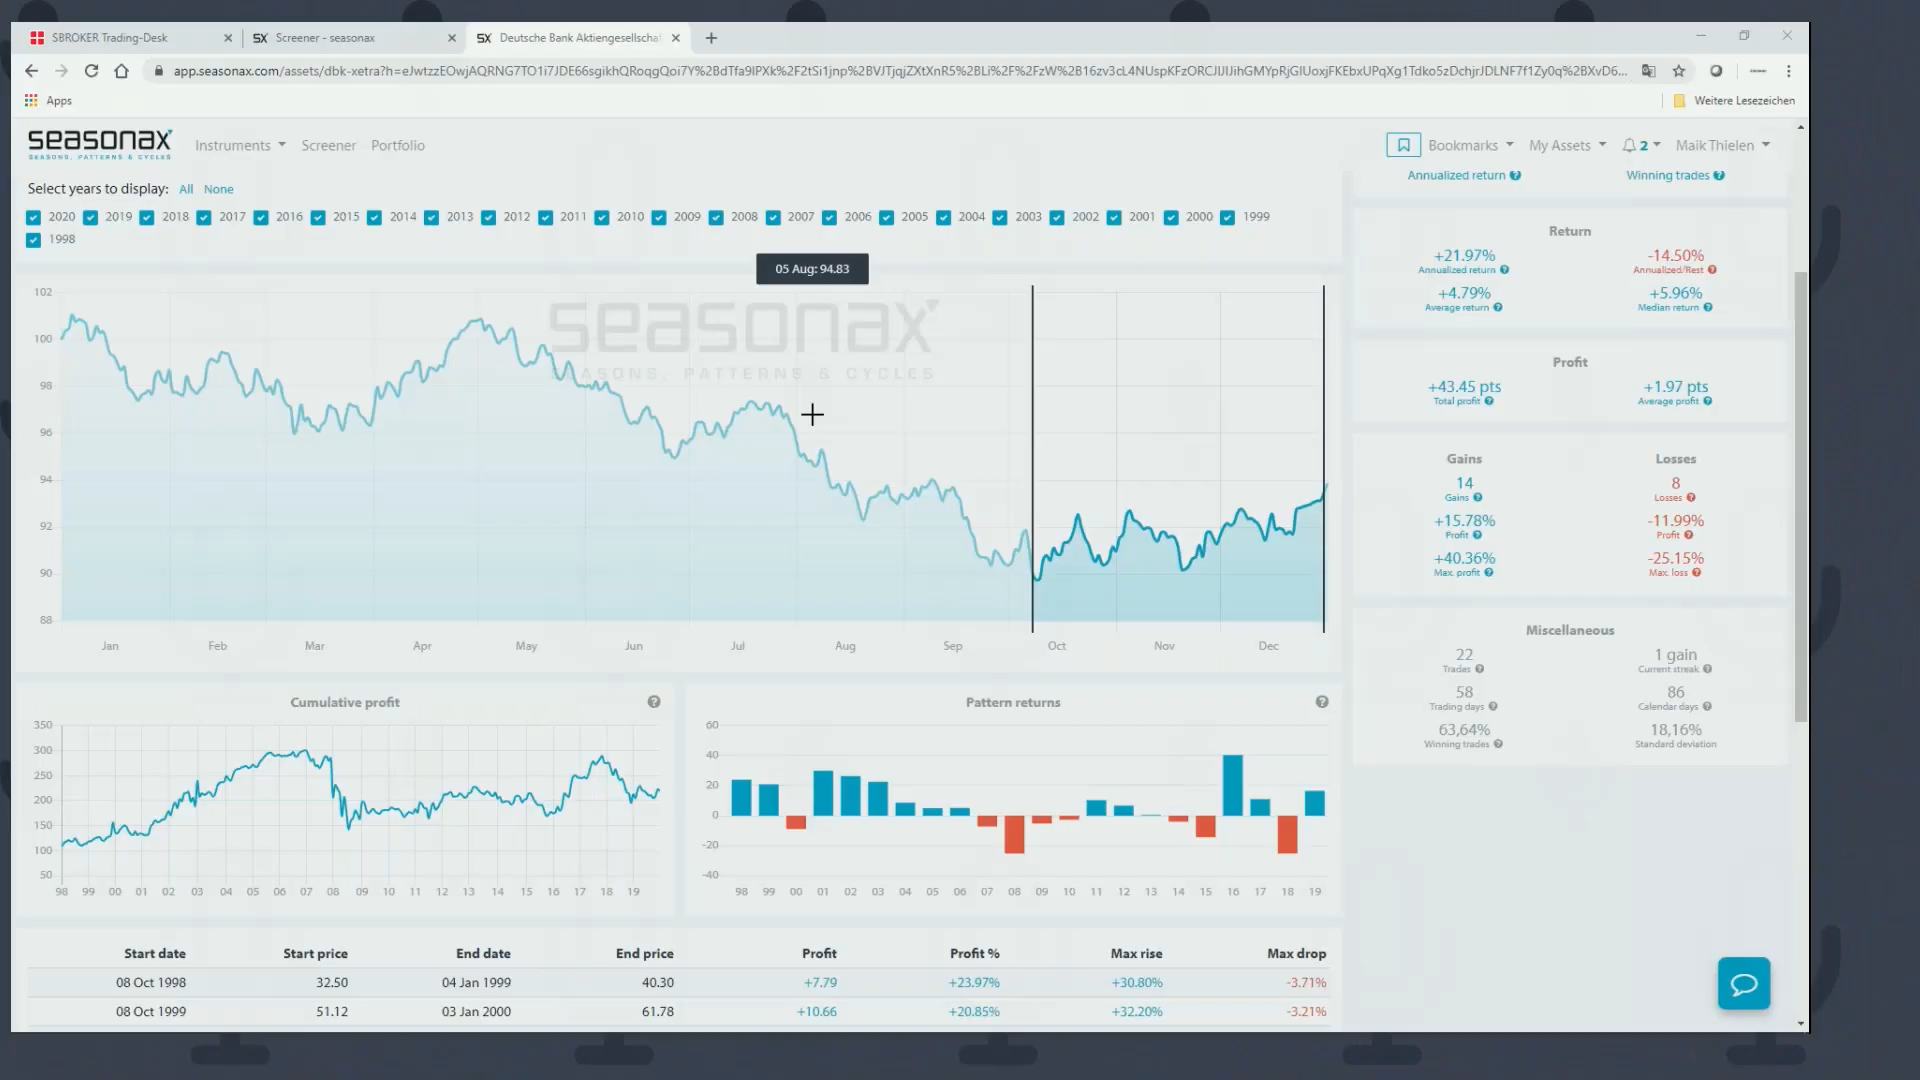 SBROKER Trading-Desk
SX Screener - seasonax
SX Deutsche Bank Aktiengesellscha
app.seasonax.com/assets/dbk-xetra?h=
Apps
Weitere Lesezeichen
seasonax
SEASONS, PATTERNS & CYCLES
Instruments Screener Portfolio
Bookmarks My Assets 2 Maik Thielen
Select years to display: All None
Annualized return Winning trades
2020 2019 2018 2017 2016 2015 2014 2013 2012 2011 2010 2009 2008 2007 2006 2005 2004 2003 2002 2001 2000 1999
1998
05 Aug: 94.83
seasonax
SEASONS, PATTERNS & CYCLES
102
100
98
96
94
92
90
88
Jan Feb Mar Apr May Jun Jul Aug Sep Oct Nov Dec
Return
+21.97% -14.50%
Annualized return Annualized/Rest
+4.79% +5.96%
Average return Median return
Profit
+43.45 pts +1.97 pts
Total profit Average profit
Gains Losses
14 8
Gains Losses
+15.78% -11.99%
Profit Profit
+40.36% -25.15%
Max. profit Max. loss
Miscellaneous
22 1 gain
Trades Current streak
58 86
Trading days Calendar days
63,64% 18,16%
Winning trades Standard deviation
Cumulative profit
350
300
250
200
150
100
50
98 99 00 01 02 03 04 05 06 07 08 09 10 11 12 13 14 15 16 17 18 19
Pattern returns
60
40
20
0
-20
-40
98 99 00 01 02 03 04 05 06 07 08 09 10 11 12 13 14 15 16 17 18 19
Start date Start price End date End price Profit Profit % Max rise Max drop
08 Oct 1998 32.50 04 Jan 1999 40.30 +7.79 +23.97% +30.80% -3.71%
08 Oct 1999 51.12 03 Jan 2000 61.78 +10.66 +20.85% +32.20% -3.21%